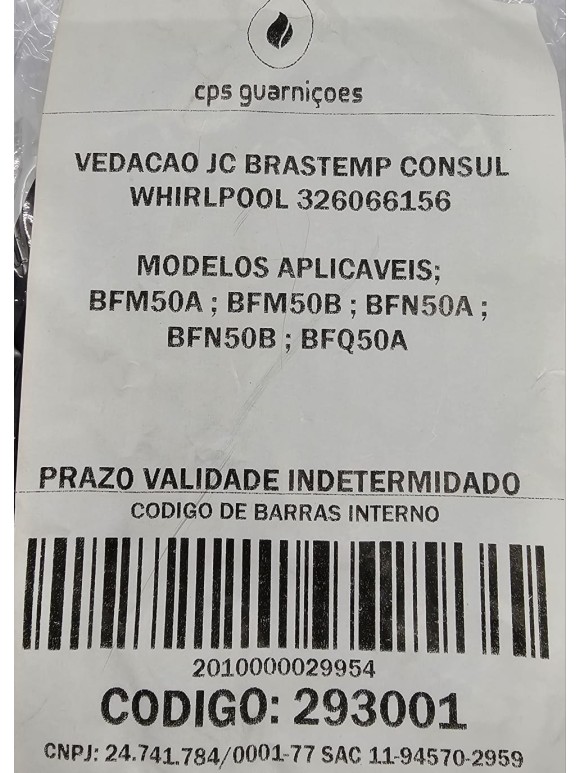 cps guarniçoes
VEDACAO JC BRASTEMP CONSUL
WHIRLPOOL 326066156
MODELOS APLICAVEIS;
BFM50A ; BFM50B ; BFN50A ;
BFN50B ; BFQ50A
PRAZO VALIDADE INDETERMIDADO
CODIGO DE BARRAS INTERNO
2010000029954
CODIGO: 293001
CNPJ: 24.741.784/0001-77 SAC 11-94570-2959